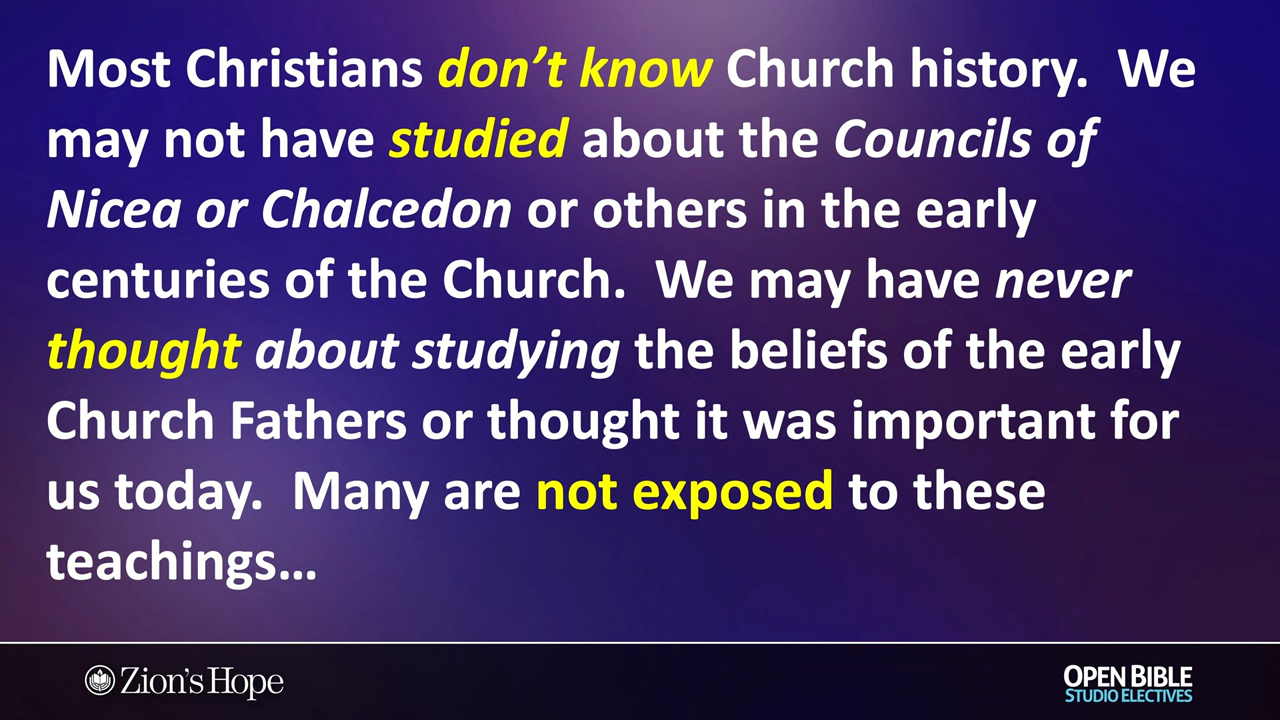 Most Christians don’t know Church history.  We
may not have studied about the Councils of
Nicea or Chalcedon or others in the early
centuries of the Church.  We may have never
thought about studying the beliefs of the early
Church Fathers or thought it was important for
us today.  Many are not exposed to these
teachings…
Zion's Hope
OPEN BIBLE
STUDIO ELECTIVES